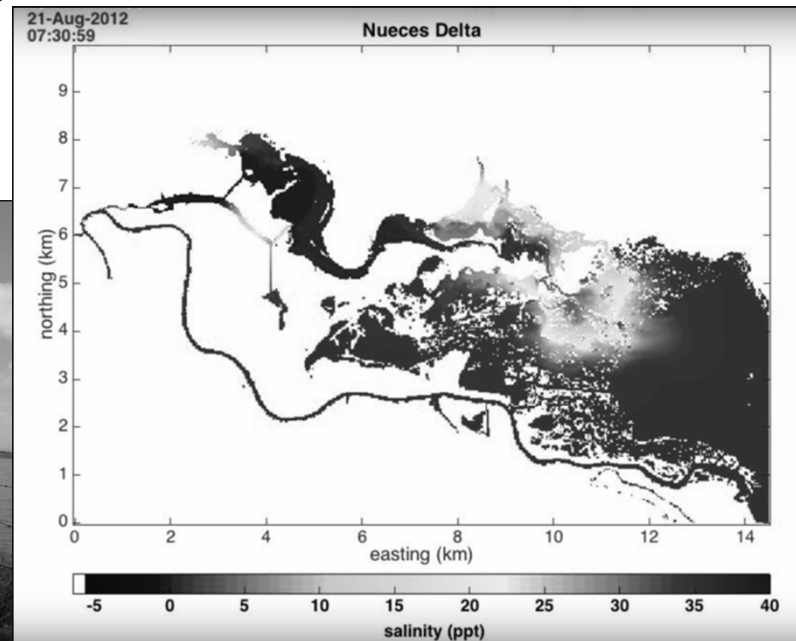 21-Aug-2012
07:30:59
Nueces Delta
9
8
7
6
5
4
3
2
1
0
northing (km)
0 2 4 6 8 10 12 14
easting (km)
-5 0 5 10 15 20 25 30 35 40
salinity (ppt)